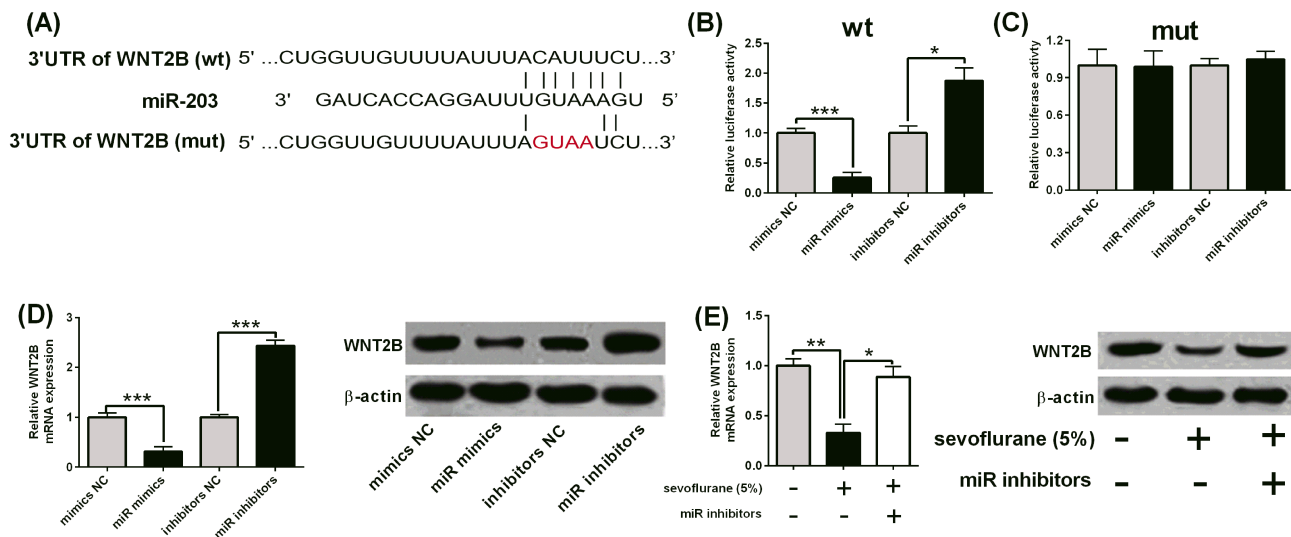 (A)
3'UTR of WNT2B (wt) 5' ...CUGGUUGUUUUAUUUACAUUUCU...3'
miR-203 3' GAUCACCAGGAUUUGUAAAGU 5'
3'UTR of WNT2B (mut) 5' ...CUGGUUGUUUUAUUUAGUAAUCU...3'
(B)
wt
Relative luciferase activty
2.5
2.0
1.5
1.0
0.5
0.0
***
*
mimics NC
miR mimics
inhibitors NC
miR inhibitors
(C)
mut
Relative luciferase activty
1.2
0.9
0.6
0.3
0.0
mimics NC
miR mimics
inhibitors NC
miR inhibitors
(D)
Relative WNT2B
mRNA expression
3
2
1
0
***
***
mimics NC
miR mimics
inhibitors NC
miR inhibitors
WNT2B
β-actin
mimics NC
miR mimics
inhibitors NC
miR inhibitors
(E)
Relative WNT2B
mRNA expression
1.5
1.0
0.5
0.0
**
*
sevoflurane (5%) - + +
miR inhibitors - - +
WNT2B
β-actin
sevoflurane (5%) - + +
miR inhibitors - - +